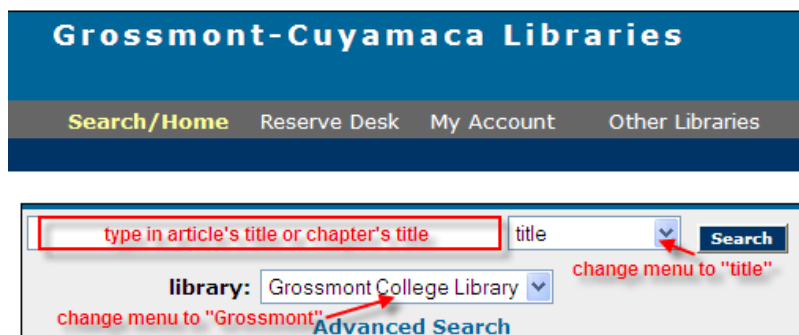 Grossmont-Cuyamaca Libraries
Search/Home Reserve Desk My Account Other Libraries
type in article's title or chapter's title title Search
change menu to "title"
library: Grossmont College Library
change menu to "Grossmont"
Advanced Search